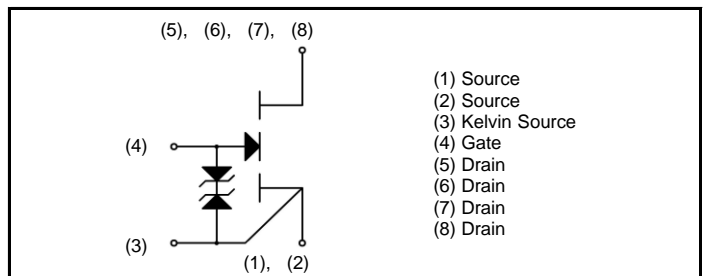 (5), (6), (7), (8)
(4)
(3)
(1), (2)
(1) Source
(2) Source
(3) Kelvin Source
(4) Gate
(5) Drain
(6) Drain
(7) Drain
(8) Drain